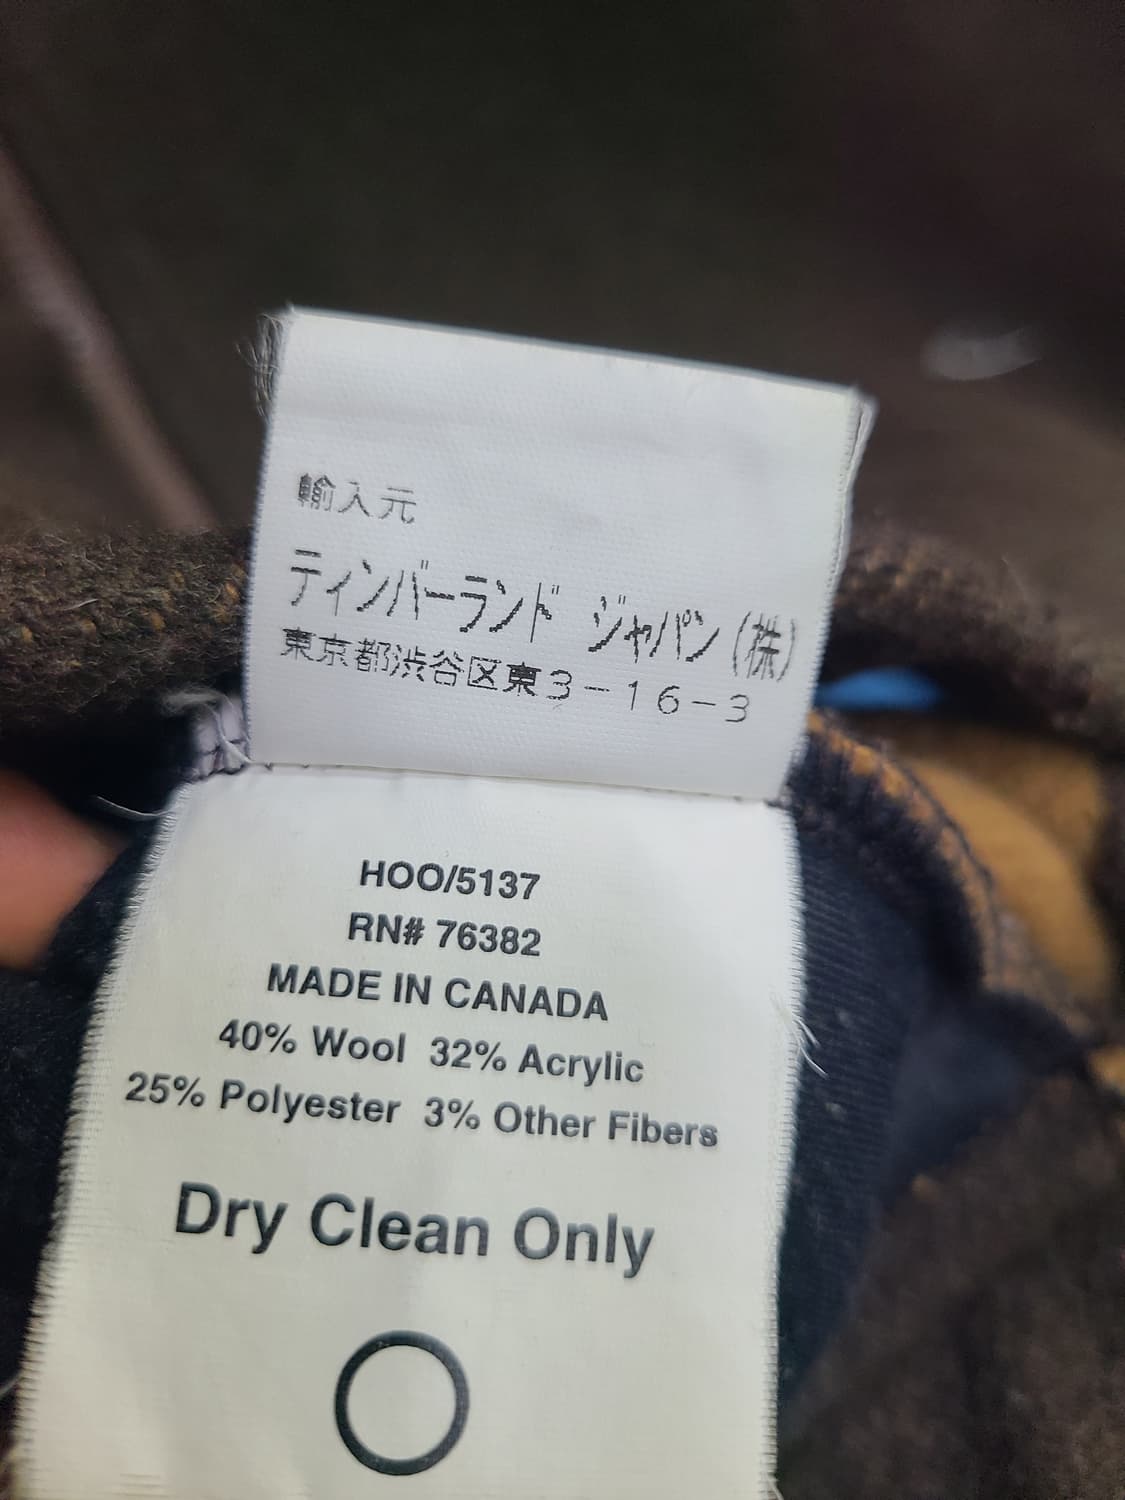 輸入元
ティンバーランド ジャパン(株)
東京都渋谷区東3-16-3
HOO/5137
RN# 76382
MADE IN CANADA
40% Wool 32% Acrylic
25% Polyester 3% Other Fibers
Dry Clean Only